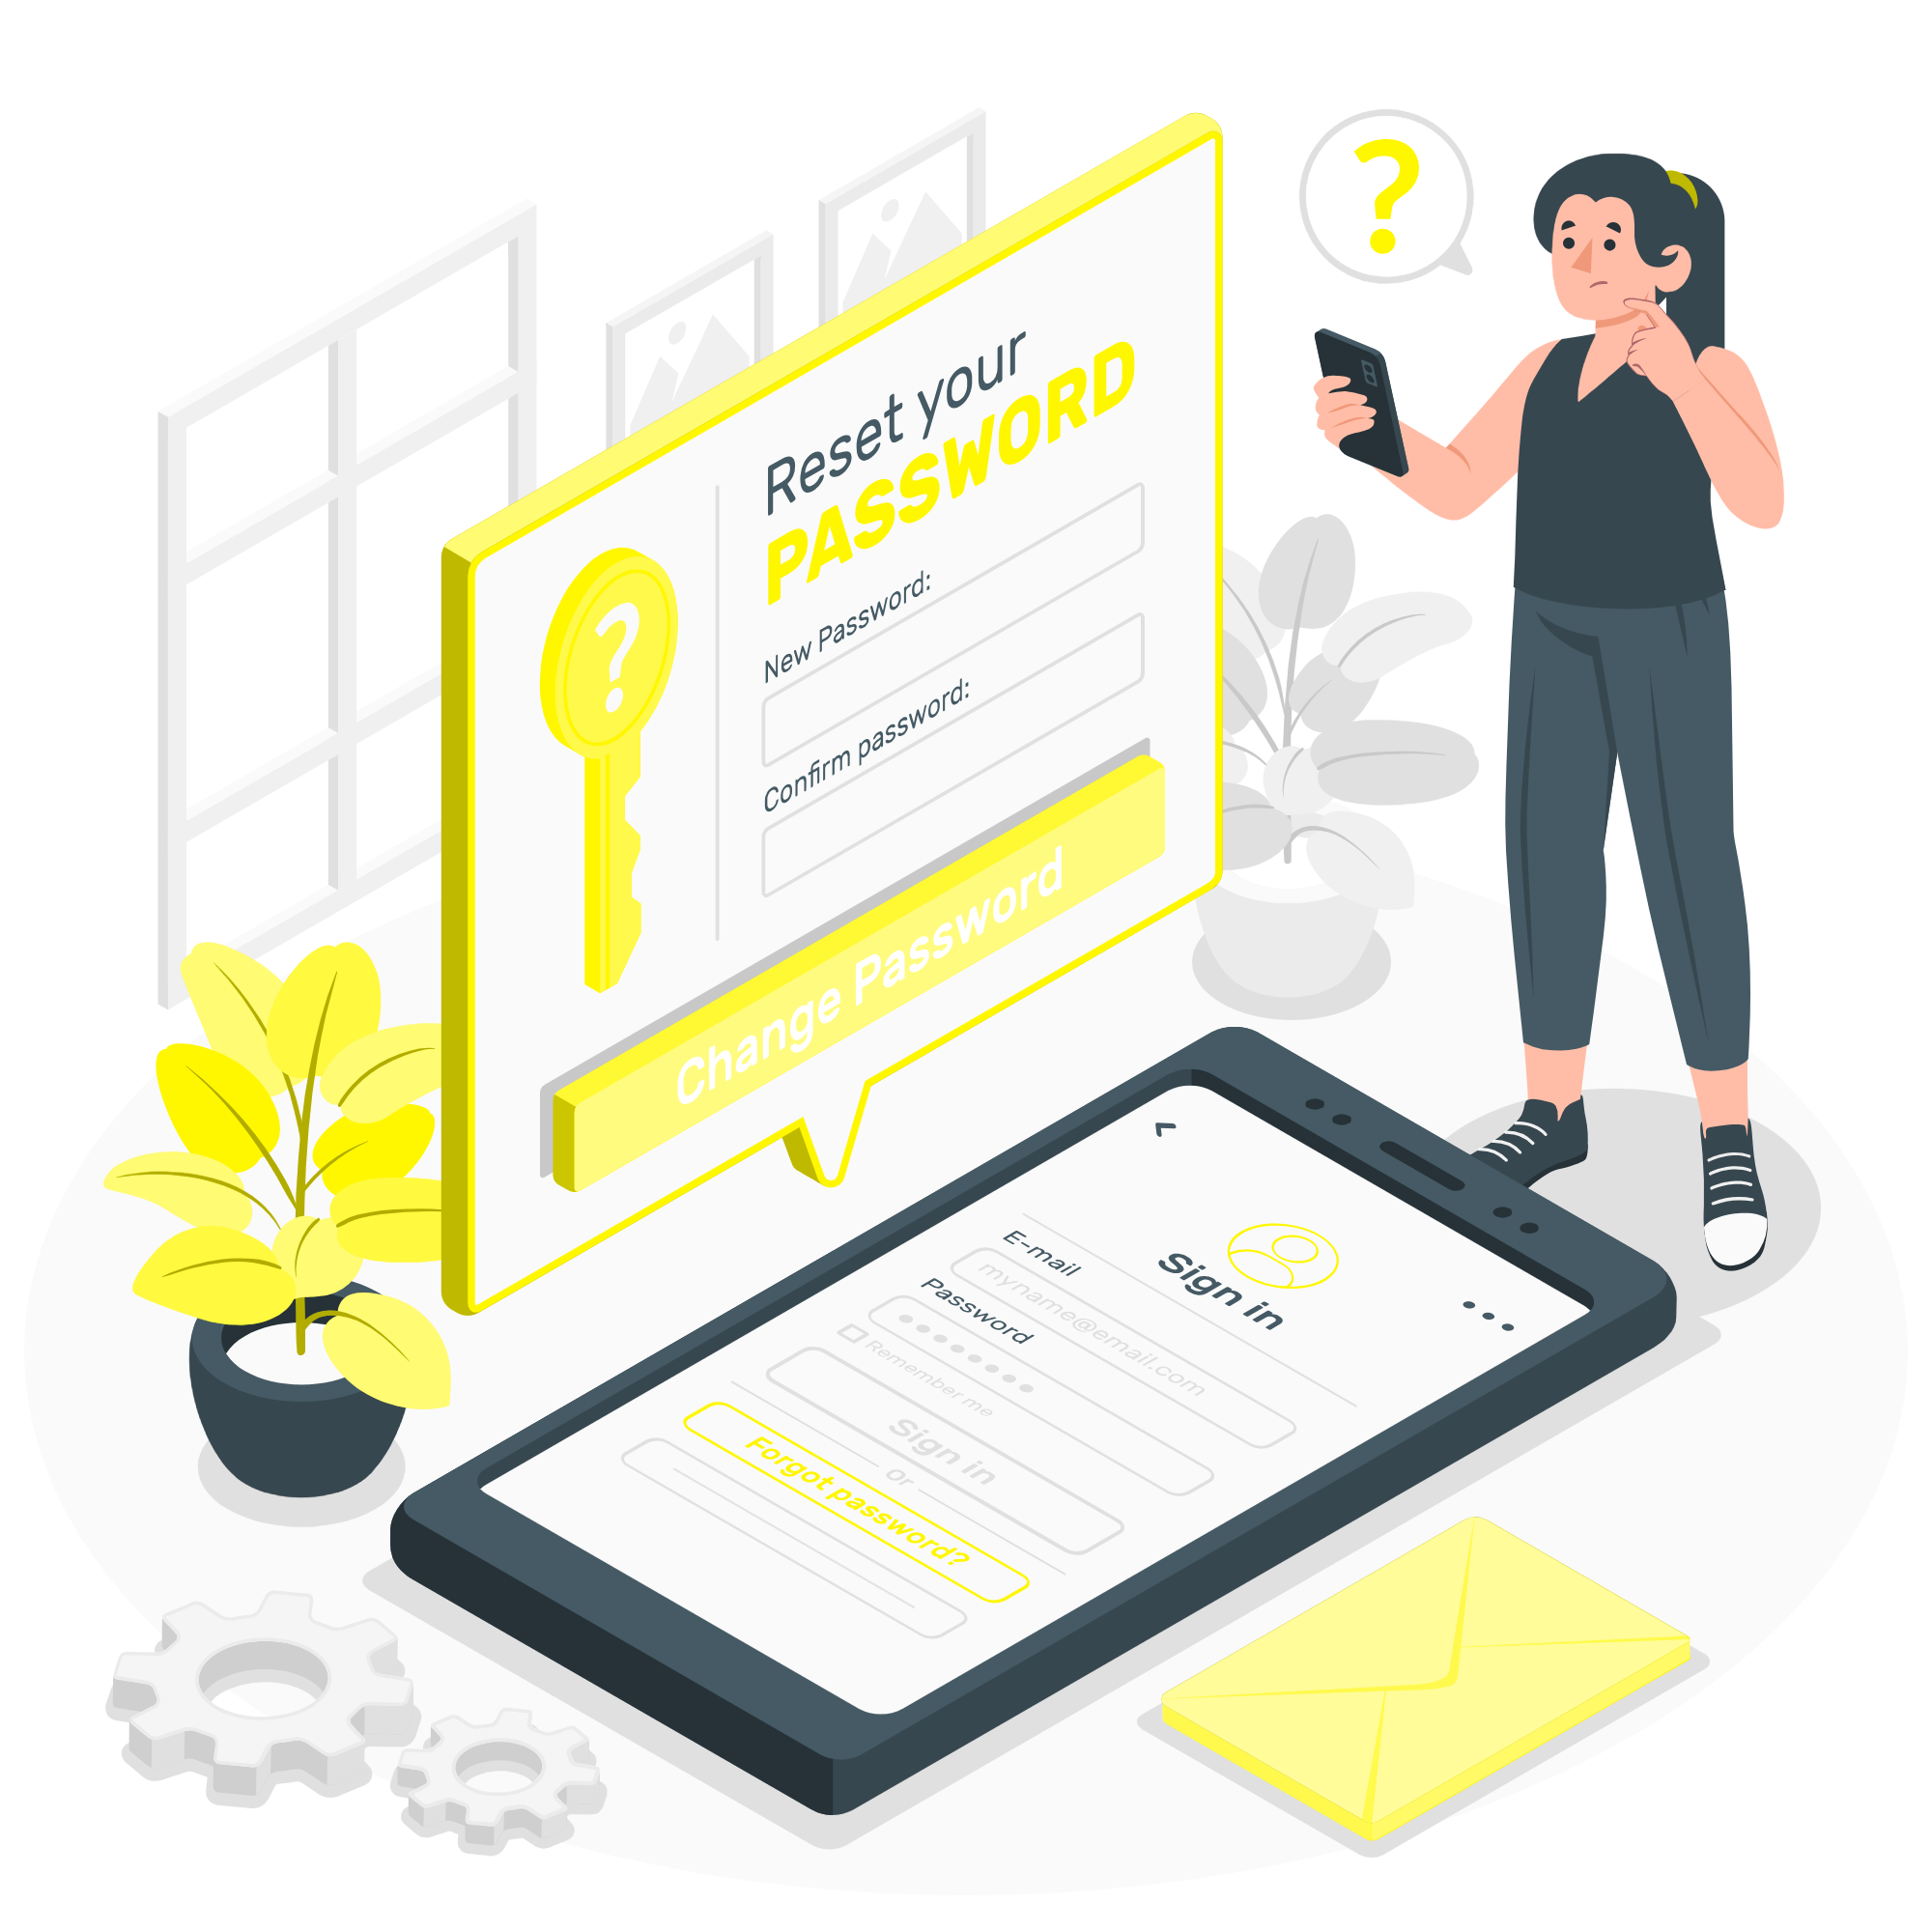 ?
Reset your
PASSWORD
?
New Password:
Confirm password:
Change Password
Sign in
E-mail
myname@email.com
Password
Remember me
Sign in
Or
Forgot password?